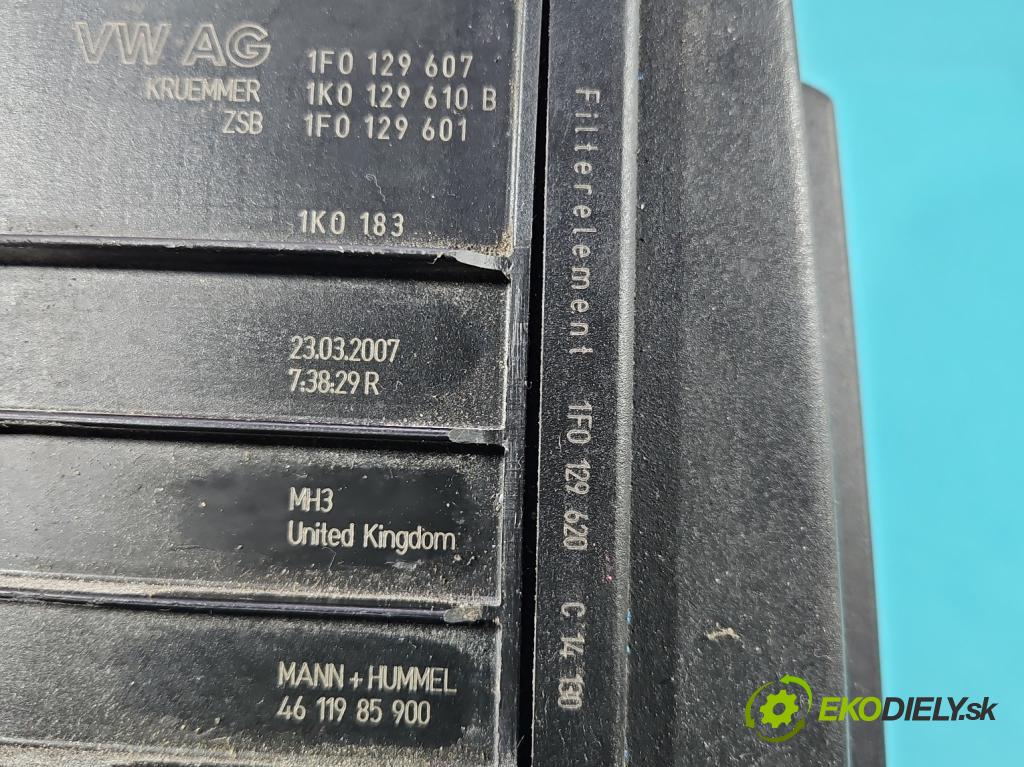 VW AG 1F0 129 607
KRUEMMER 1K0 129 610 B
ZSB 1F0 129 601
1K0 183
23.03.2007
7:38:29 R
MH3
United Kingdom
MANN + HUMMEL
46 119 85 900
Filterelement 1F0 129 620 C 14 130
EKODIELY.sk